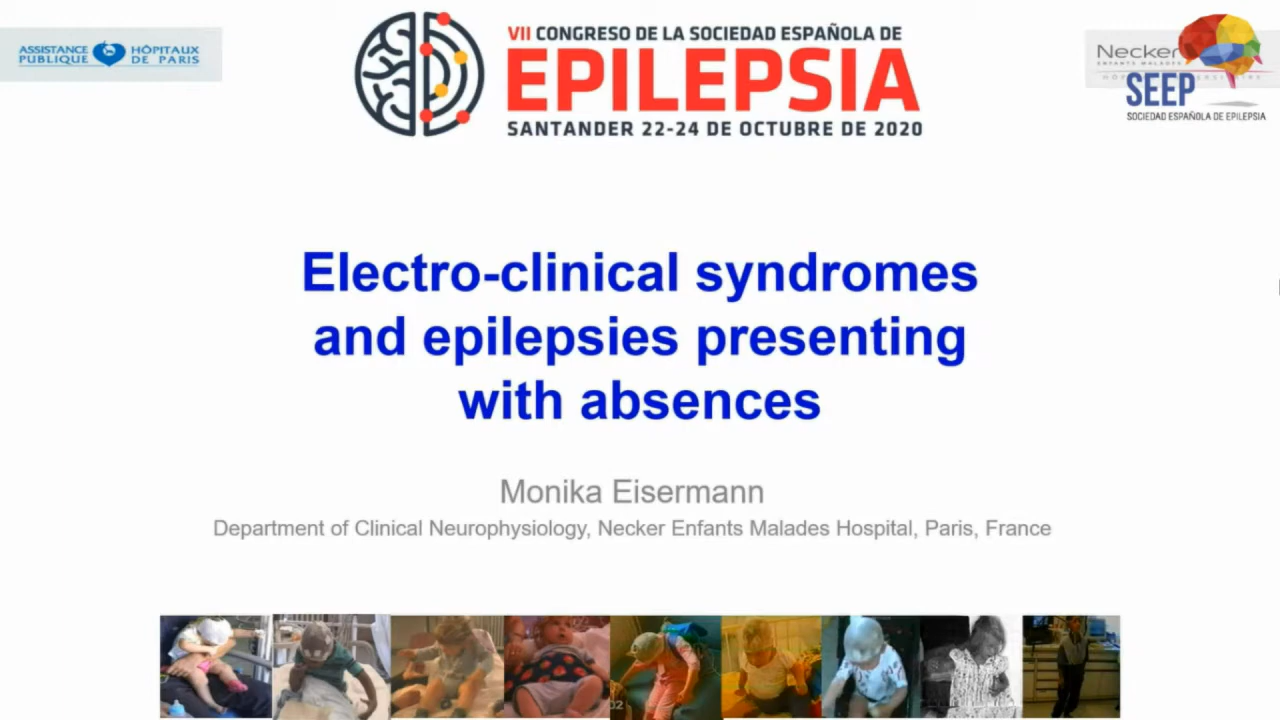 ASSISTANCE PUBLIQUE HÔPITAUX DE PARIS
VII CONGRESO DE LA SOCIEDAD ESPAÑOLA DE
EPILEPSIA
SANTANDER 22-24 DE OCTUBRE DE 2020
Necker
ENFANTS MALADES
SEEP
SOCIEDAD ESPAÑOLA DE EPILEPSIA
Electro-clinical syndromes
and epilepsies presenting
with absences
Monika Eisermann
Department of Clinical Neurophysiology, Necker Enfants Malades Hospital, Paris, France